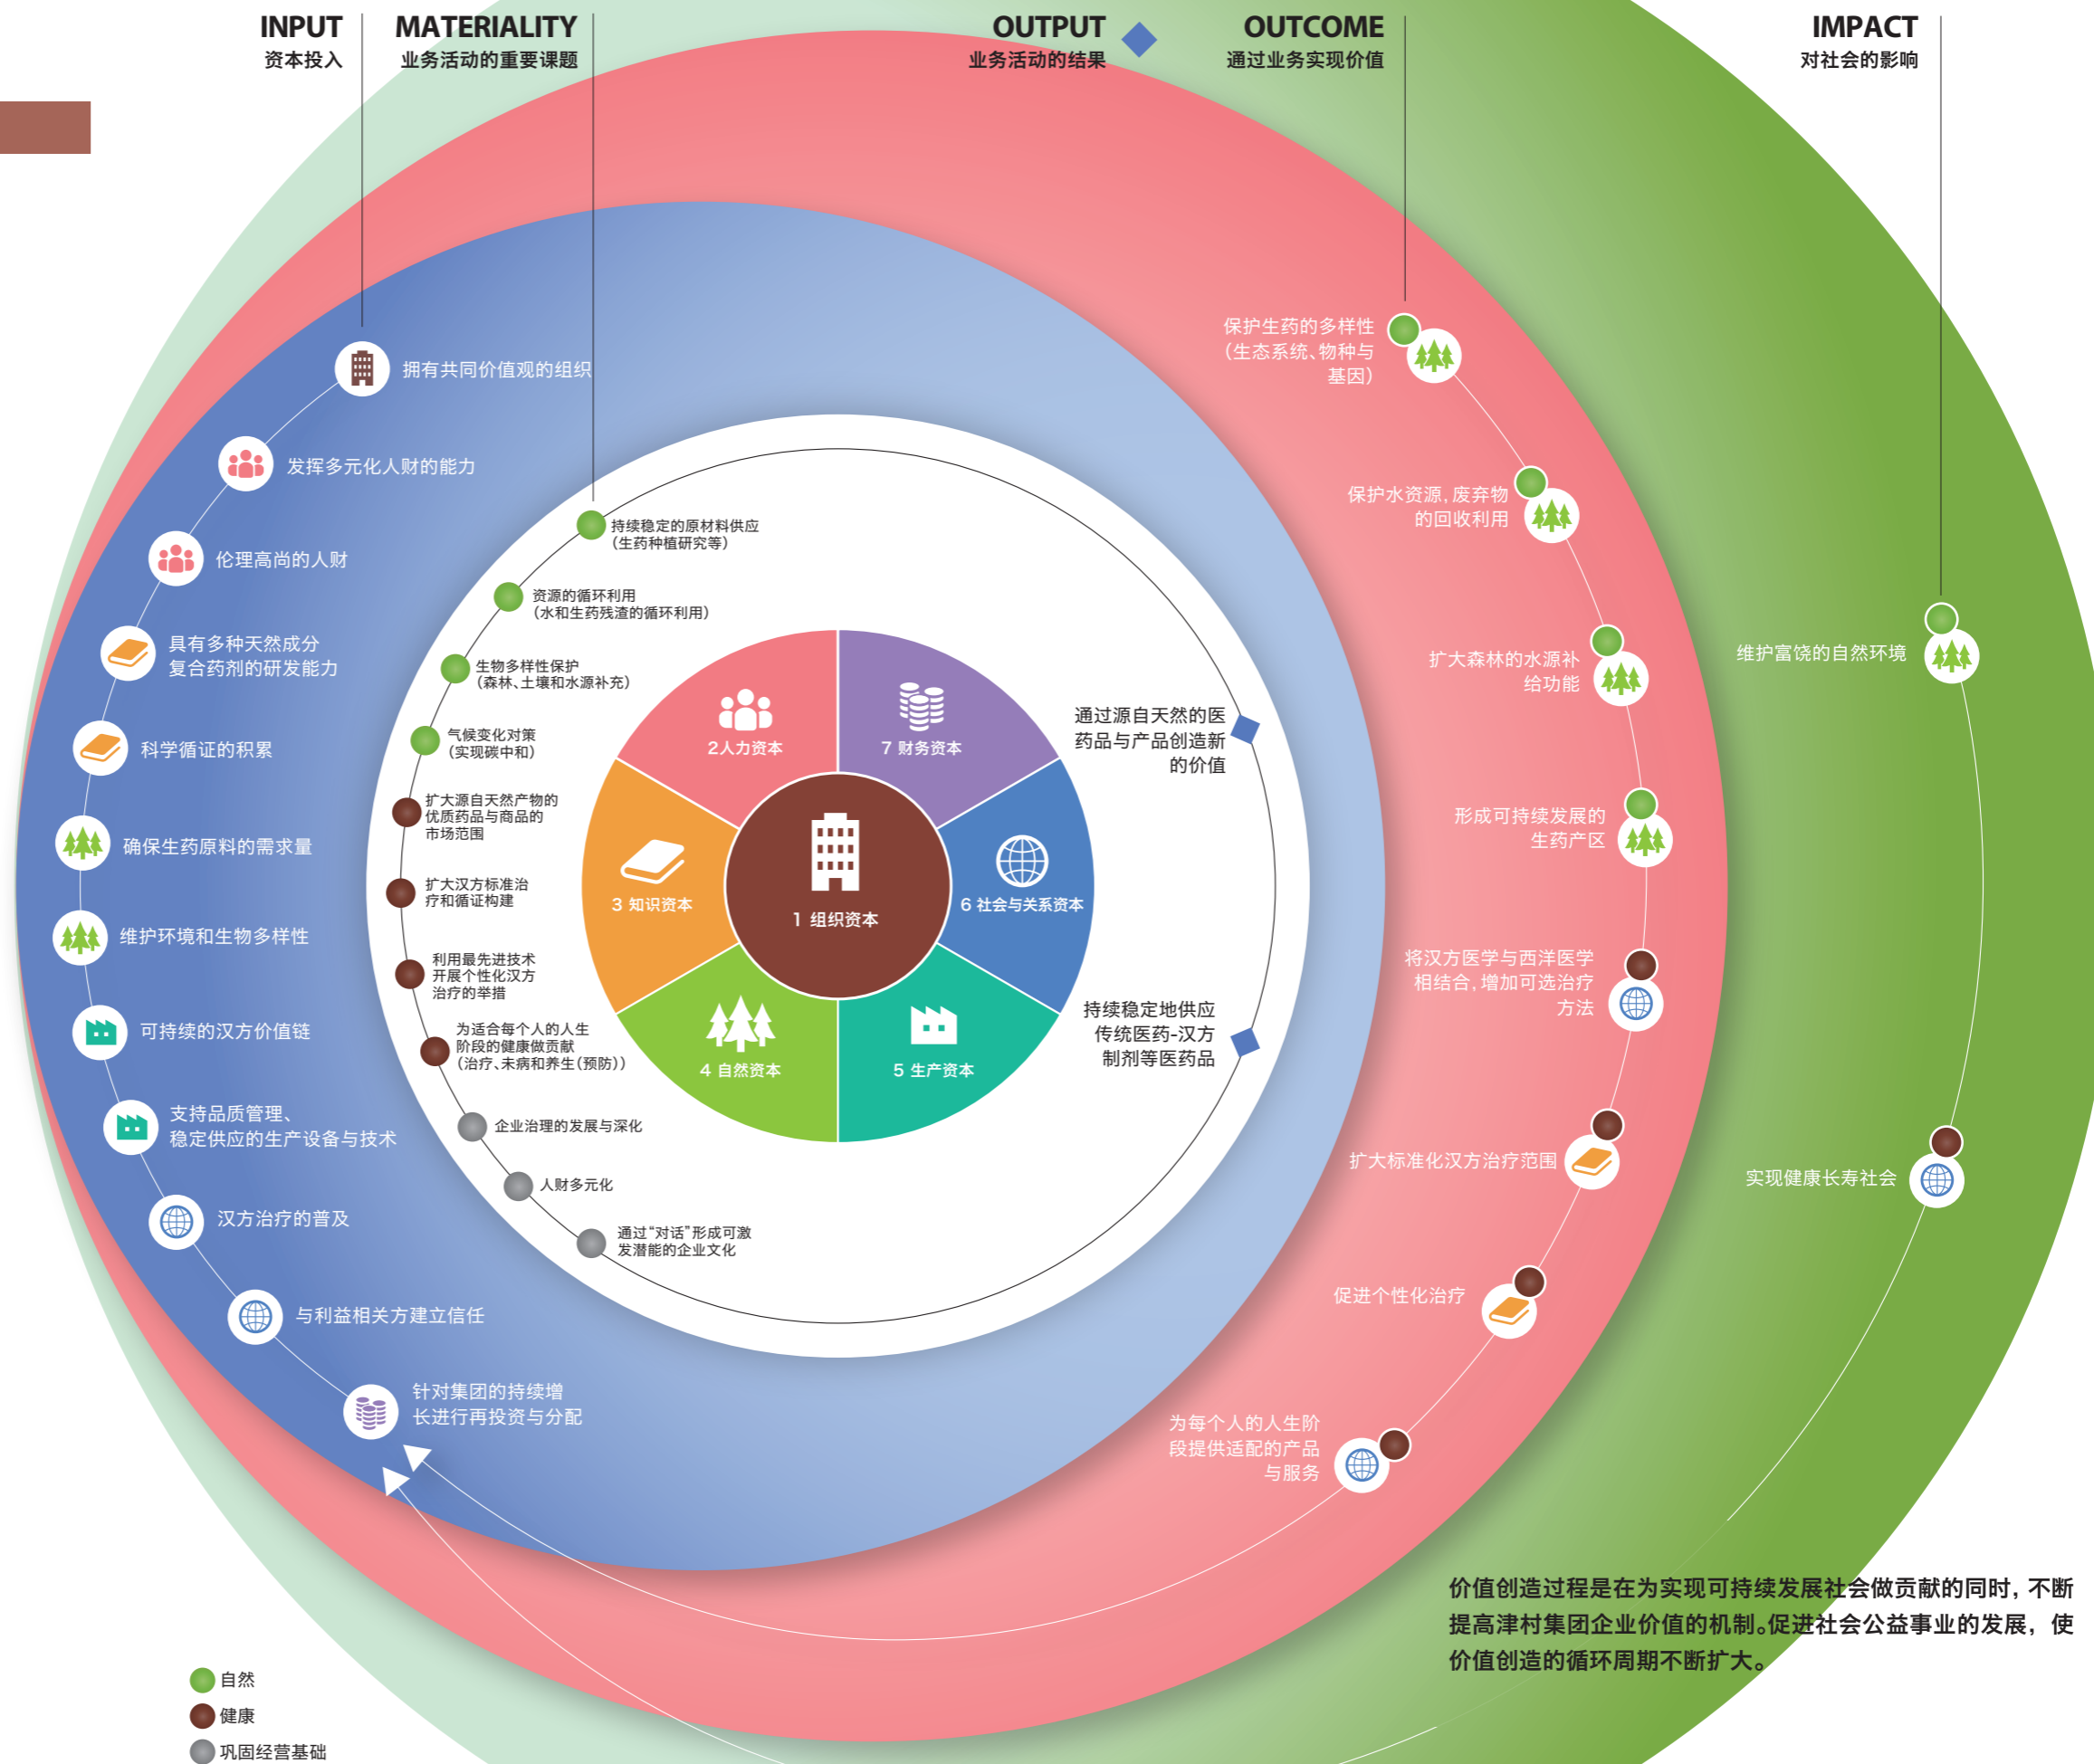 INPUT
资本投入
MATERIALITY
业务活动的重要课题
OUTPUT
业务活动的结果
OUTCOME
通过业务实现价值
IMPACT
对社会的影响
拥有共同价值观的组织
发挥多元化人财的能力
伦理高尚的人财
具有多种天然成分
复合药剂的研发能力
科学循证的积累
确保生药原料的需求量
维护环境和生物多样性
可持续的汉方价值链
支持品质管理、
稳定供应的生产设备与技术
汉方治疗的普及
与利益相关方建立信任
针对集团的持续增
长进行再投资与分配
持续稳定的原材料供应
（生药种植研究等）
资源的循环利用
（水和生药残渣的循环利用）
生物多样性保护
（森林、土壤和水源补充）
气候变化对策
（实现碳中和）
扩大源自天然产物的
优质药品与商品的
市场范围
扩大汉方标准治
疗和循证构建
利用最先进技术
开展个性化汉方
治疗的举措
为适合每个人的人生
阶段的健康做贡献
（治疗、未病和养生（预防））
企业治理的发展与深化
人财多元化
通过“对话”形成可激
发潜能的企业文化
2人力资本
7 财务资本
3 知识资本
1 组织资本
6 社会与关系资本
4 自然资本
5 生产资本
通过源自天然的医
药品与产品创造新
的价值
持续稳定地供应
传统医药-汉方
制剂等医药品
保护生药的多样性
（生态系统、物种与
基因）
保护水资源，废弃物
的回收利用
扩大森林的水源补
给功能
形成可持续发展的
生药产区
将汉方医学与西洋医学
相结合，增加可选治疗
方法
扩大标准化汉方治疗范围
促进个性化治疗
为每个人的人生阶
段提供适配的产品
与服务
维护富饶的自然环境
实现健康长寿社会
价值创造过程是在为实现可持续发展社会做贡献的同时，不断
提高津村集团企业价值的机制。促进社会公益事业的发展，使
价值创造的循环周期不断扩大。
自然
健康
巩固经营基础